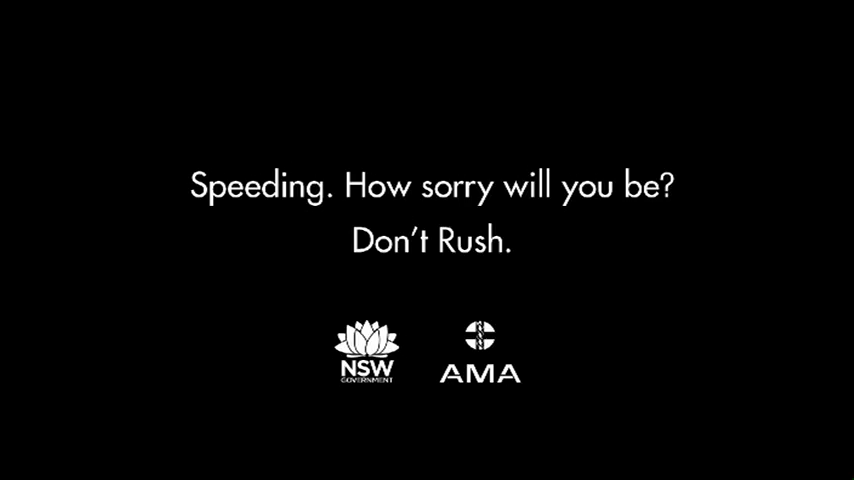 Speeding. How sorry will you be?
Don't Rush.
NSW
GOVERNMENT
AMA